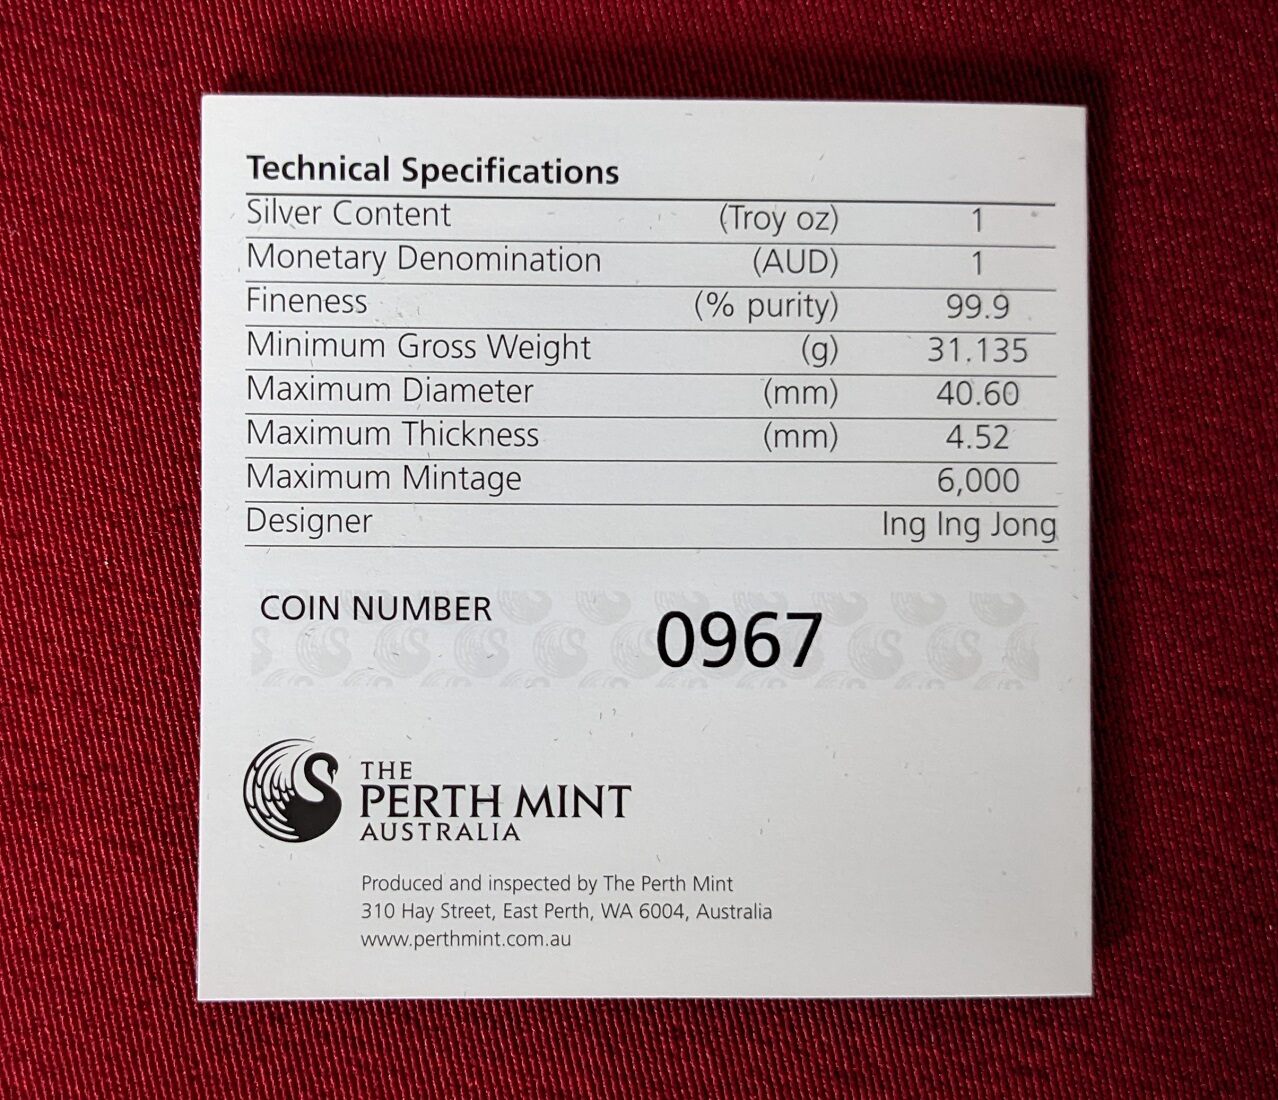 Technical Specifications
Silver Content (Troy oz) 1
Monetary Denomination (AUD) 1
Fineness (% purity) 99.9
Minimum Gross Weight (g) 31.135
Maximum Diameter (mm) 40.60
Maximum Thickness (mm) 4.52
Maximum Mintage 6,000
Designer Ing Ing Jong
COIN NUMBER 0967
THE
PERTH MINT
AUSTRALIA
Produced and inspected by The Perth Mint
310 Hay Street, East Perth, WA 6004, Australia
www.perthmint.com.au